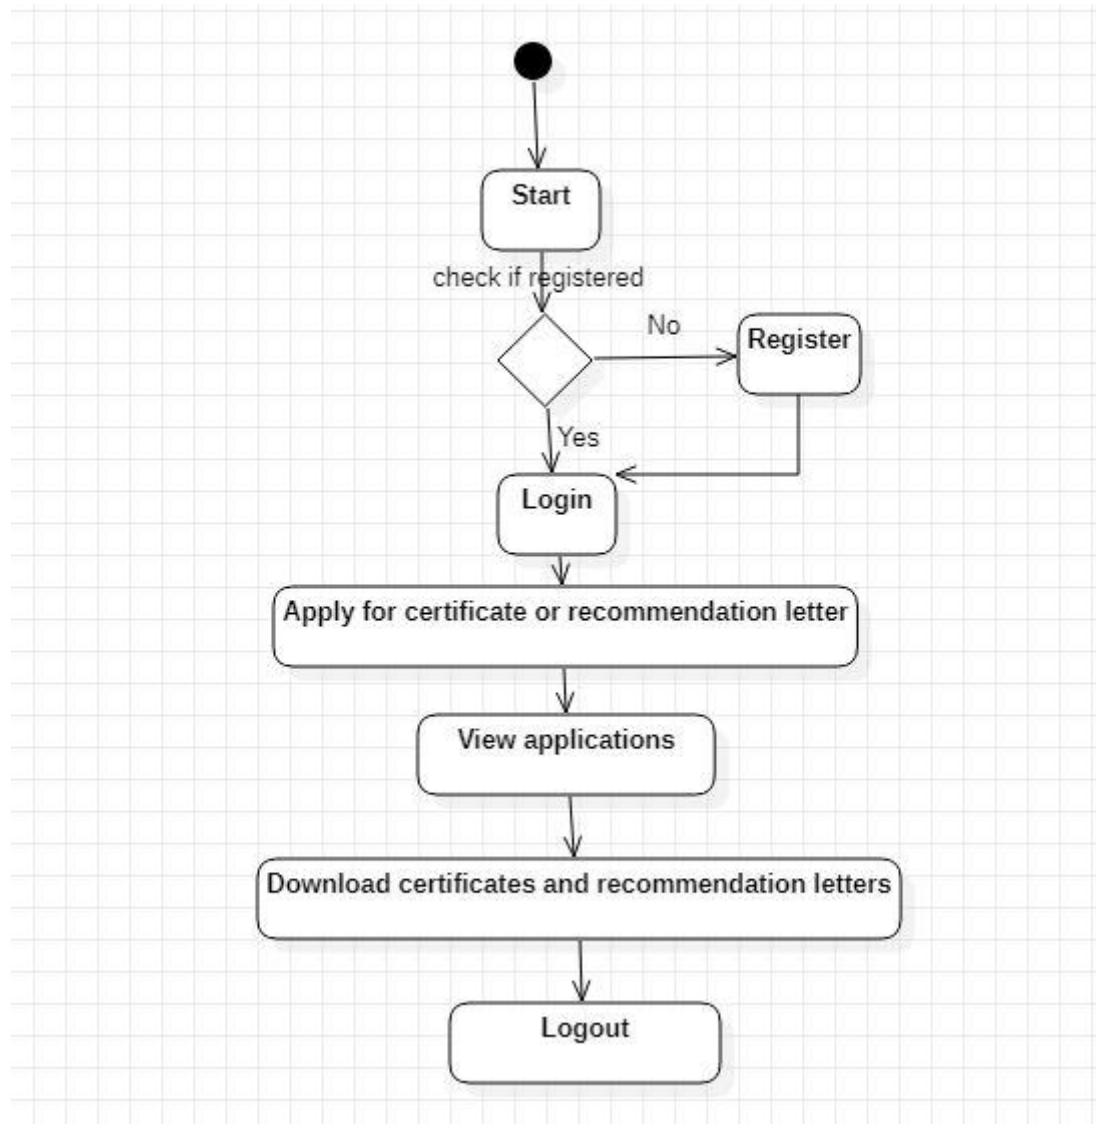 Start
check if registered
No
Register
Yes
Login
Apply for certificate or recommendation letter
View applications
Download certificates and recommendation letters
Logout